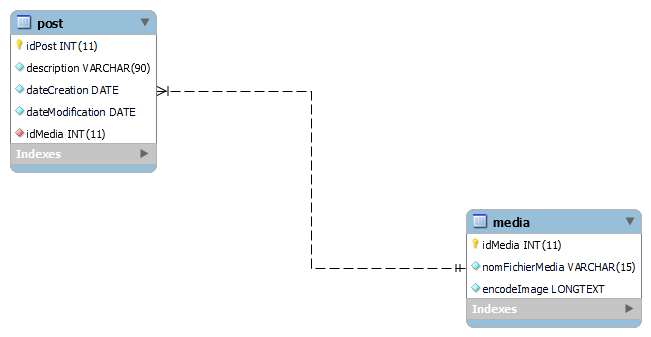 post
idPost INT(11)
description VARCHAR(90)
dateCreation DATE
dateModification DATE
idMedia INT(11)
Indexes
media
idMedia INT(11)
nomFichierMedia VARCHAR(15)
encodeImage LONGTEXT
Indexes